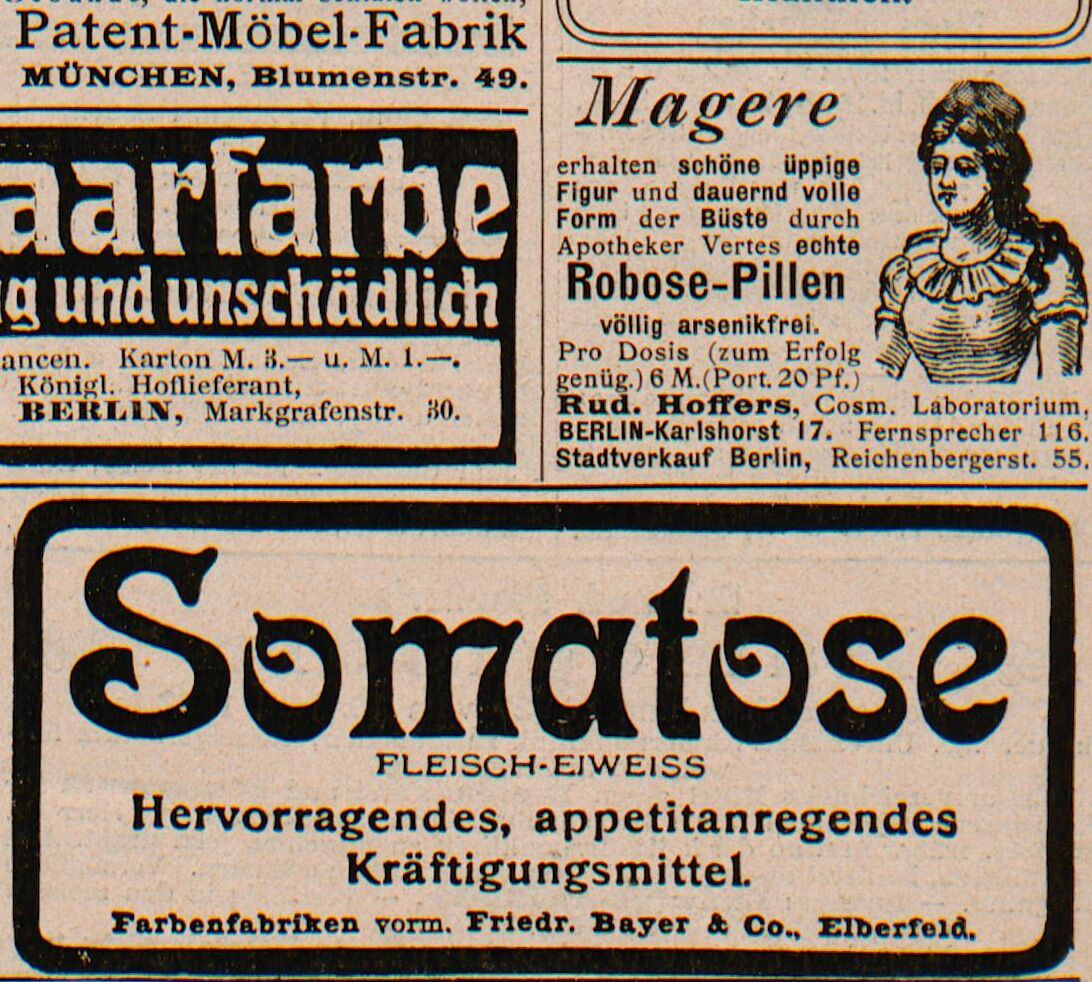 Patent-Möbel-Fabrik
MÜNCHEN, Blumenstr. 49.
aarfarbe
g und unschädlich
ancen. Karton M. 3.— u. M. 1.—.
Königl. Hoflieferant,
BERLIN, Markgrafenstr. 30.
Magere
erhalten schöne üppige
Figur und dauernd volle
Form der Büste durch
Apotheker Vertes echte
Robose-Pillen
völlig arsenikfrei.
Pro Dosis (zum Erfolg
genüg.) 6 M. (Port. 20 Pf.)
Rud. Hoffers, Cosm. Laboratorium
BERLIN-Karlshorst 17. Fernsprecher 116.
Stadtverkauf Berlin, Reichenbergerst. 55.
Somatose
FLEISCH-EIWEISS
Hervorragendes, appetitanregendes
Kräftigungsmittel.
Farbenfabriken vorm. Friedr. Bayer & Co., Elberfeld.